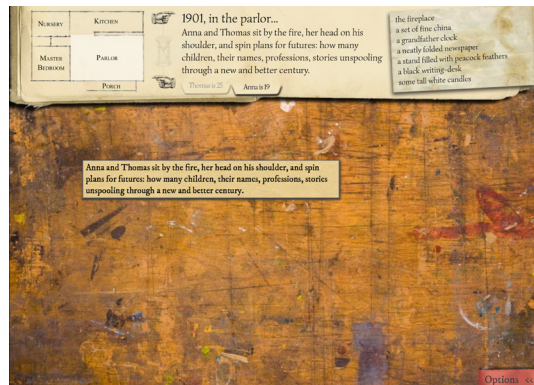 NURSERY
KITCHEN
MASTER
BEDROOM
PARLOR
PORCH
1901, in the parlor...
Anna and Thomas sit by the fire, her head on his
shoulder, and spin plans for futures: how many
children, their names, professions, stories unspooling
through a new and better century.
Thomas is 25
Anna is 19
the fireplace
a set of fine china
a grandfather clock
a neatly folded newspaper
a stand filled with peacock feathers
a black writing-desk
some tall white candles
Anna and Thomas sit by the fire, her head on his shoulder, and spin
plans for futures: how many children, their names, professions, stories
unspooling through a new and better century.
Options <<